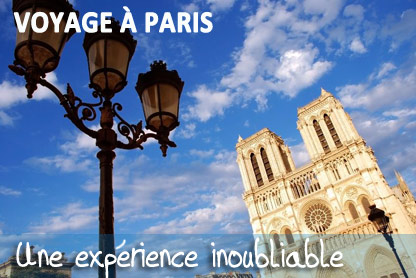 VOYAGE À PARIS
Une expérience inoubliable